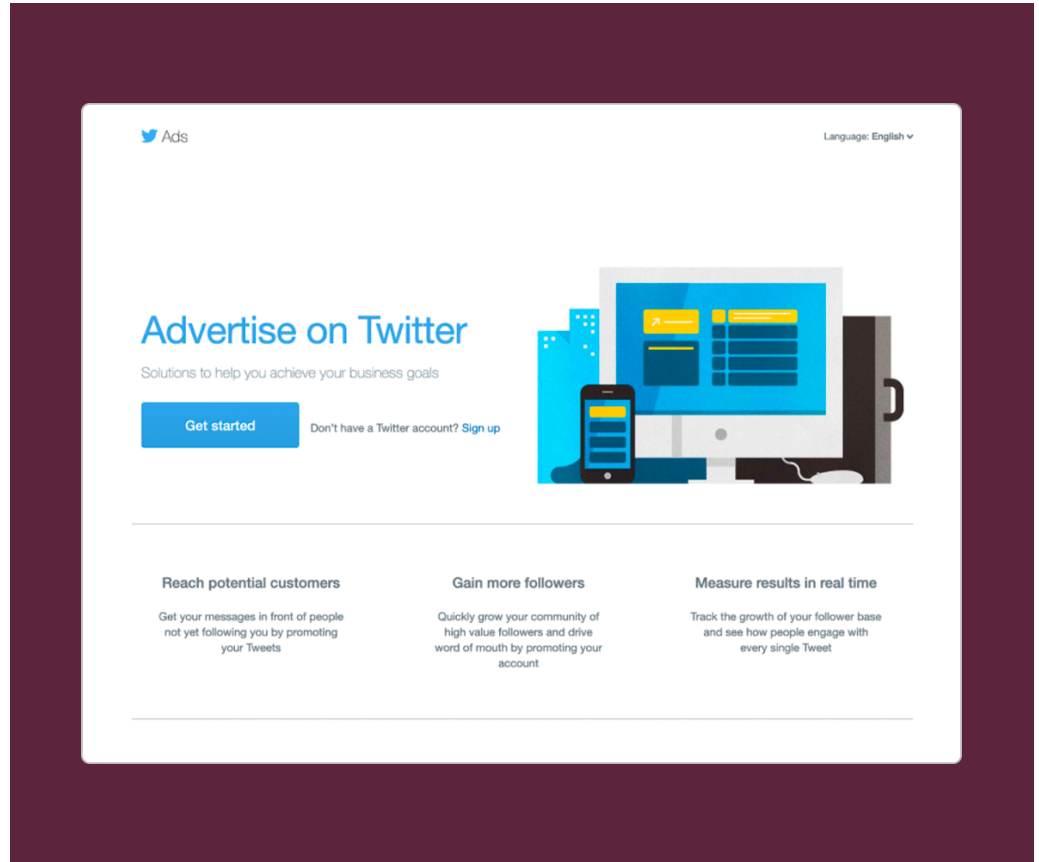 Ads
Language: English
Advertise on Twitter
Solutions to help you achieve your business goals
Get started
Don't have a Twitter account? Sign up
Reach potential customers
Get your messages in front of people
not yet following you by promoting
your Tweets
Gain more followers
Quickly grow your community of
high value followers and drive
word of mouth by promoting your
account
Measure results in real time
Track the growth of your follower base
and see how people engage with
every single Tweet